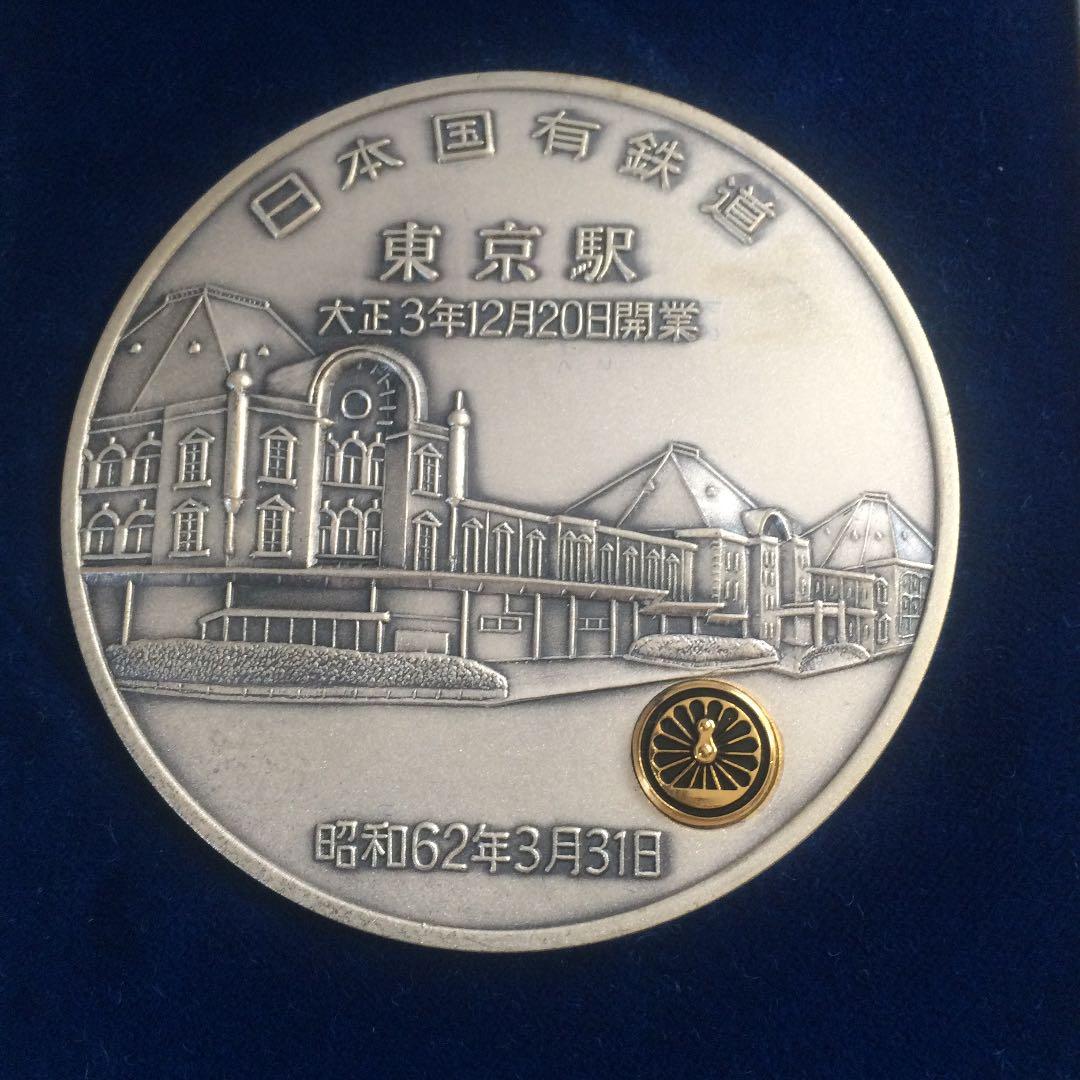 日本国有鉄道
東京駅
大正3年12月20日開業
昭和62年3月31日